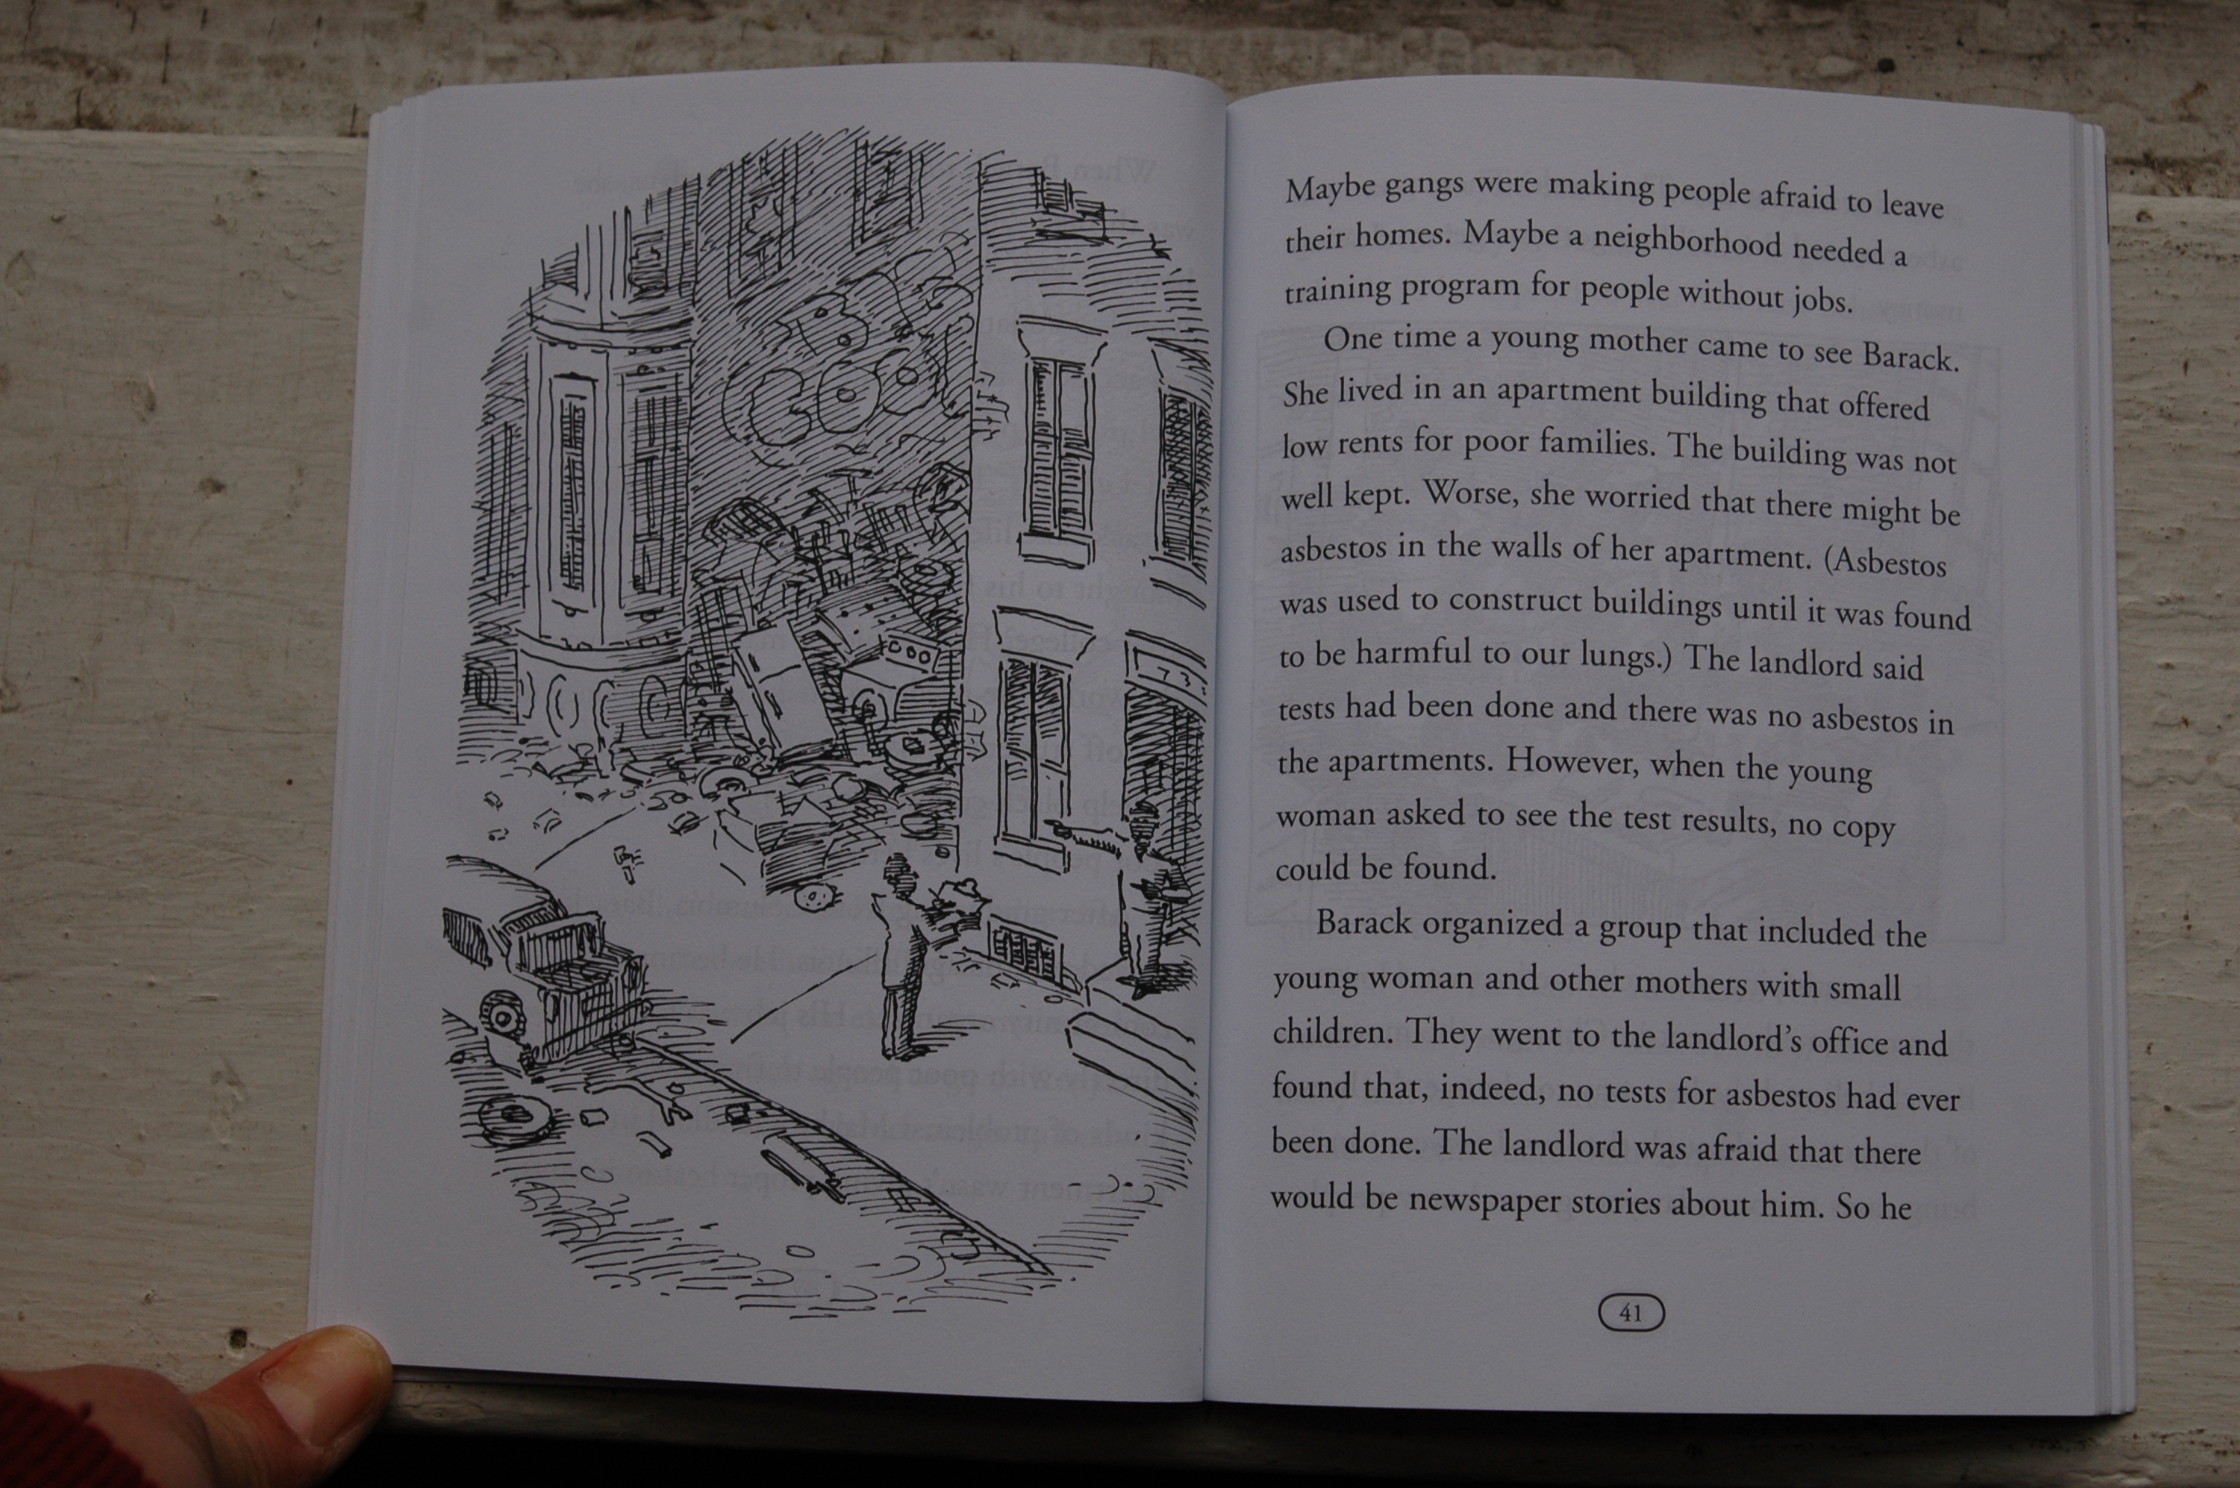 Maybe gangs were making people afraid to leave
their homes. Maybe a neighborhood needed a
training program for people without jobs.
One time a young mother came to see Barack.
She lived in an apartment building that offered
low rents for poor families. The building was not
well kept. Worse, she worried that there might be
asbestos in the walls of her apartment. (Asbestos
was used to construct buildings until it was found
to be harmful to our lungs.) The landlord said
tests had been done and there was no asbestos in
the apartments. However, when the young
woman asked to see the test results, no copy
could be found.
Barack organized a group that included the
young woman and other mothers with small
children. They went to the landlord's office and
found that, indeed, no tests for asbestos had ever
been done. The landlord was afraid that there
would be newspaper stories about him. So he
41